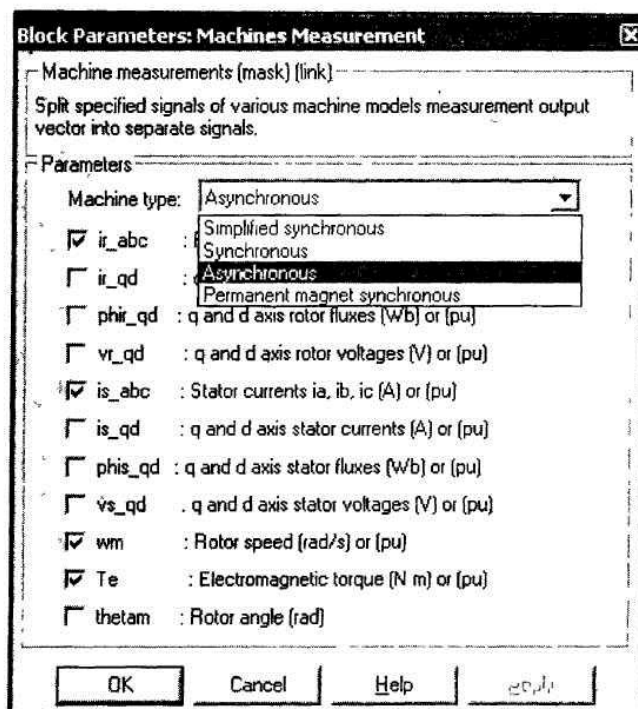 Block Parameters: Machines Measurement
Machine measurements (mask) (link)
Split specified signals of various machine models measurement output
vector into separate signals.
Parameters
Machine type: Asynchronous
Simplified synchronous
Synchronous
Asynchronous
Permanent magnet synchronous
ir_abc :
ir_qd :
phir_qd : q and d axis rotor fluxes (Wb) or (pu)
vr_qd : q and d axis rotor voltages (V) or (pu)
is_abc : Stator currents ia, ib, ic (A) or (pu)
is_qd : q and d axis stator currents (A) or (pu)
phis_qd : q and d axis stator fluxes (Wb) or (pu)
vs_qd . q and d axis stator voltages (V) or (pu)
wm : Rotor speed (rad/s) or (pu)
Te : Electromagnetic torque (N m) or (pu)
thetam : Rotor angle (rad)
OK Cancel Help